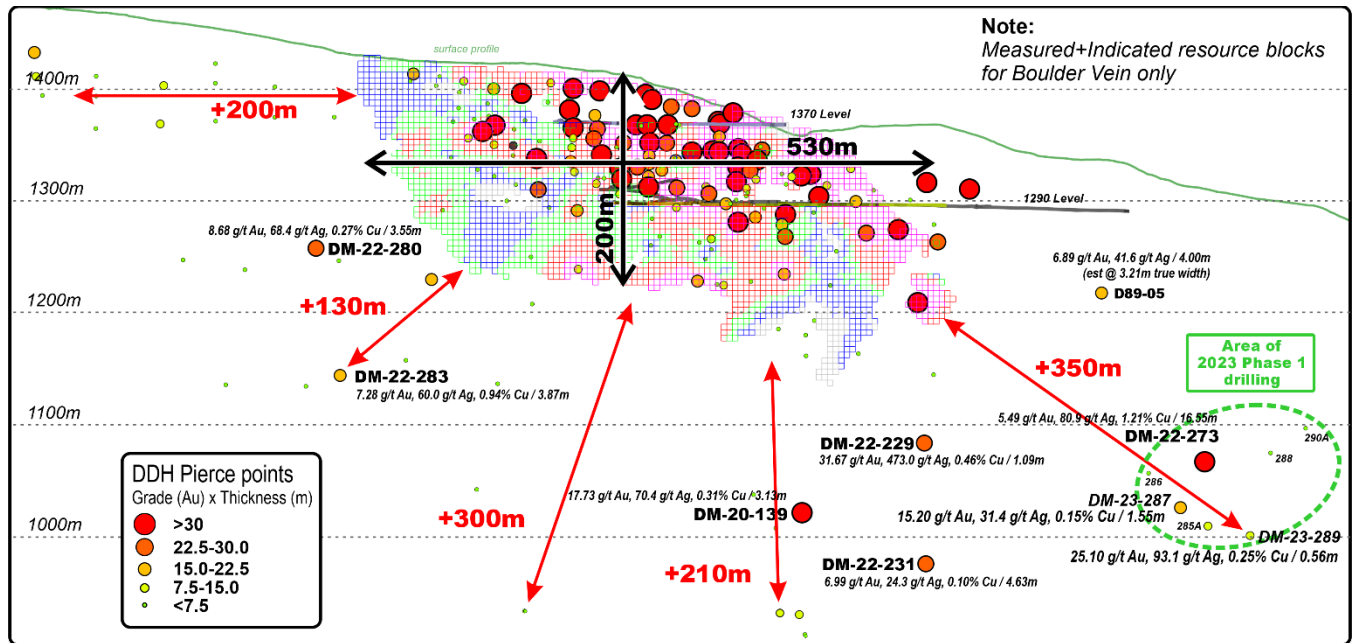 Note:
Measured+Indicated resource blocks
for Boulder Vein only
surface profile
1400m
+200m
1370 Level
530m
1300m
1290 Level
200m
8.68 g/t Au, 68.4 g/t Ag, 0.27% Cu / 3.55m
DM-22-280
6.89 g/t Au, 41.6 g/t Ag / 4.00m
(est @ 3.21m true width)
D89-05
1200m
+130m
DM-22-283
7.28 g/t Au, 60.0 g/t Ag, 0.94% Cu / 3.87m
+350m
Area of
2023 Phase 1
drilling
1100m
5.49 g/t Au, 80.9 g/t Ag, 1.21% Cu / 16.55m
DM-22-273
290A
288
286
DM-22-229
31.67 g/t Au, 473.0 g/t Ag, 0.46% Cu / 1.09m
17.73 g/t Au, 70.4 g/t Ag, 0.31% Cu / 3.13m
DM-20-139
DM-23-287
15.20 g/t Au, 31.4 g/t Ag, 0.15% Cu / 1.55m
285A
DM-23-289
25.10 g/t Au, 93.1 g/t Ag, 0.25% Cu / 0.56m
+300m
1000m
+210m
DM-22-231
6.99 g/t Au, 24.3 g/t Ag, 0.10% Cu / 4.63m
DDH Pierce points
Grade (Au) x Thickness (m)
>30
22.5-30.0
15.0-22.5
7.5-15.0
<7.5